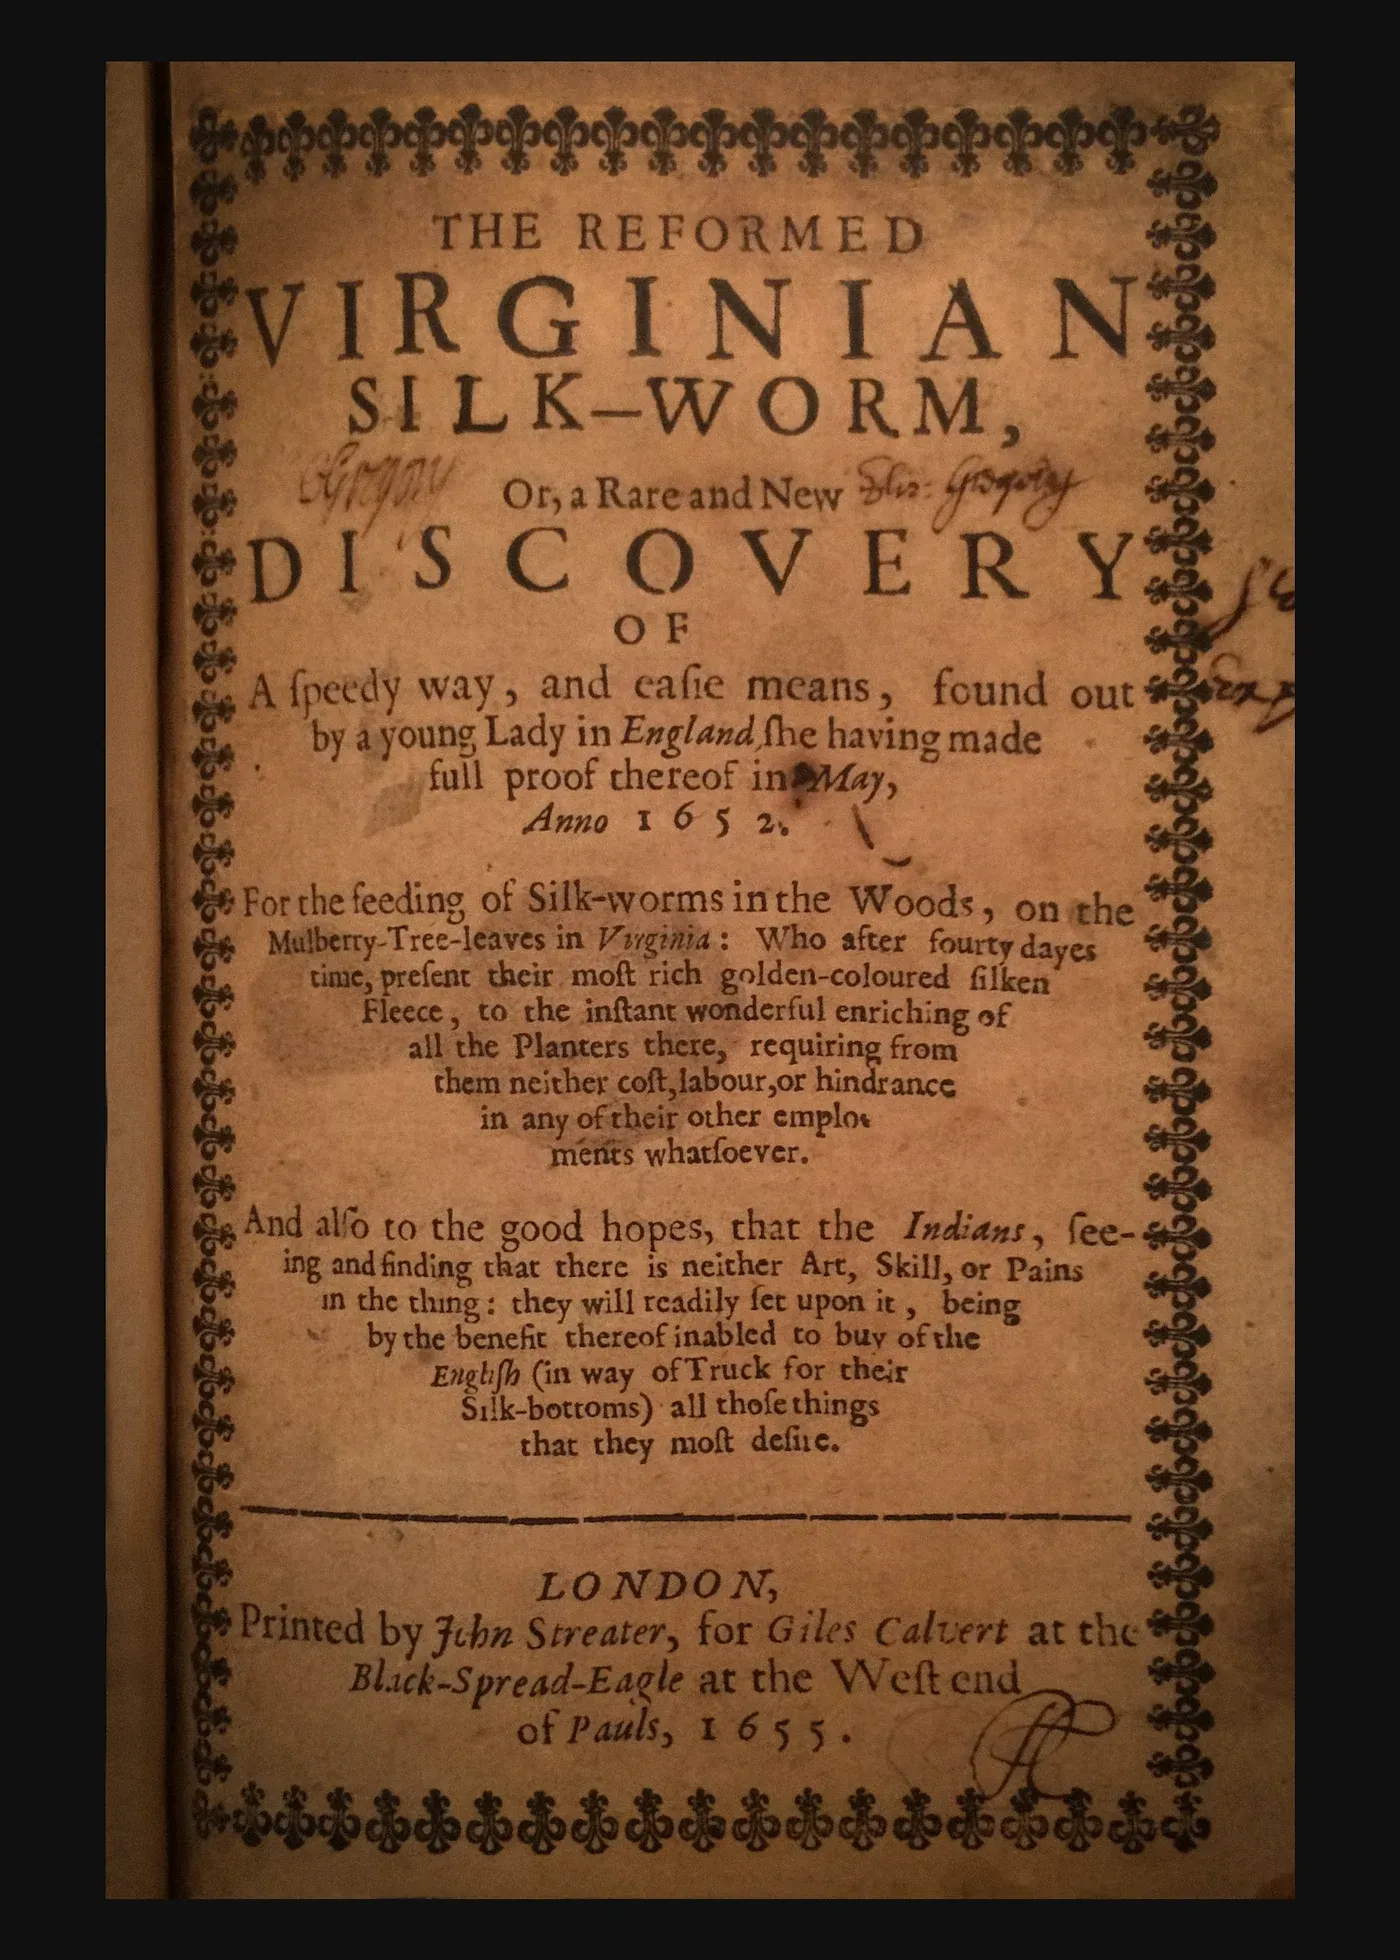 THE REFORMED
VIRGINIAN
SILK-WORM,
Or, a Rare and New
DISCOVERY
OF
A ſpeedy way, and eaſie means, found out
by a young Lady in England, ſhe having made
full proof thereof in May,
Anno 1652.
For the feeding of Silk-worms in the Woods, on the
Mulberry-Tree-leaves in Virginia: Who after fourty dayes
time, preſent their moſt rich golden-coloured ſilken
Fleece, to the inſtant wonderful enriching of
all the Planters there, requiring from
them neither coſt, labour, or hindrance
in any of their other
ments whatſoever.
And alſo to the good hopes, that the Indians, ſee-
ing and finding that there is neither Art, Skill, or Pains
in the thing: they will readily ſet upon it, being
by the benefit thereof inabled to buy of the
Engliſh (in way of Truck for their
Silk-bottoms) all thoſe things
that they moſt deſire.
LONDON,
Printed by John Streater, for Giles Calvert at the
Black-Spread-Eagle at the Weſt end
of Pauls, 1655.